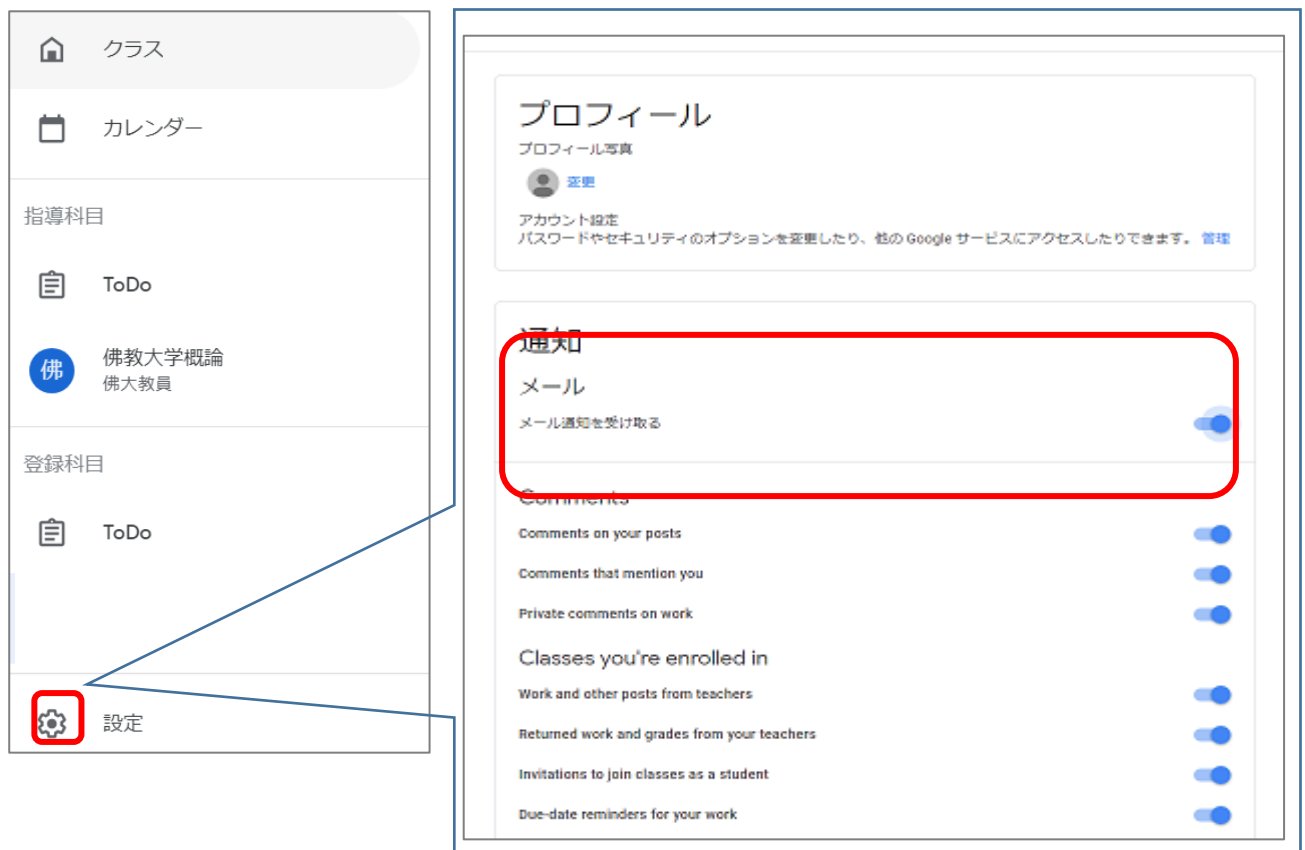 クラス
カレンダー
指導科目
ToDo
佛
佛教大学概論
佛大教員
登録科目
ToDo
設定
プロフィール
プロフィール写真
変更
アカウント設定
パスワードやセキュリティのオプションを変更したり、他の Google サービスにアクセスしたりできます。 管理
通知
メール
メール通知を受け取る
Comments
Comments on your posts
Comments that mention you
Private comments on work
Classes you're enrolled in
Work and other posts from teachers
Returned work and grades from your teachers
Invitations to join classes as a student
Due-date reminders for your work